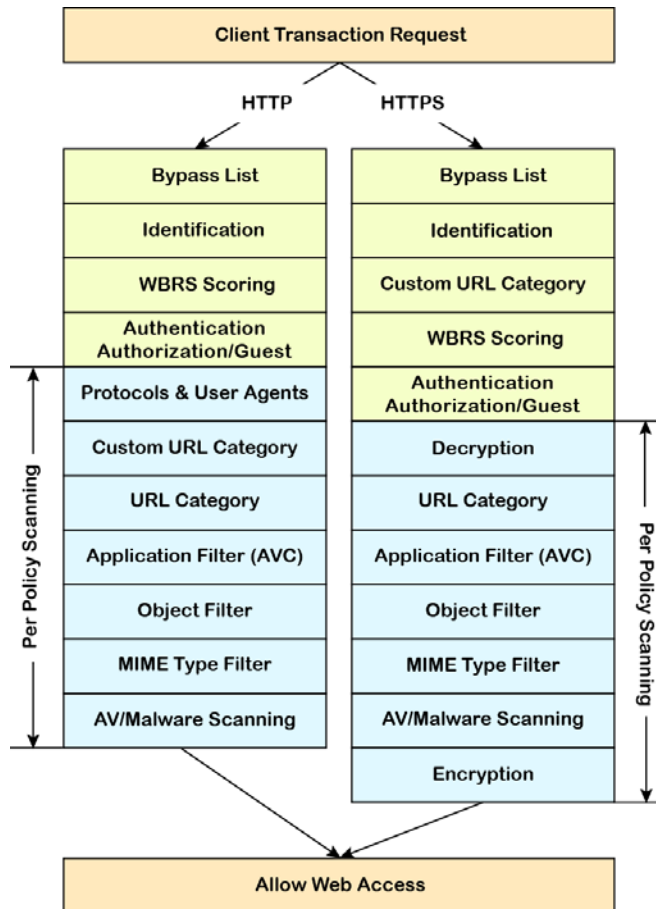 Client Transaction Request
HTTP
HTTPS
Bypass List
Identification
WBRS Scoring
Authentication
Authorization/Guest
Protocols & User Agents
Custom URL Category
URL Category
Application Filter (AVC)
Object Filter
MIME Type Filter
AV/Malware Scanning
Per Policy Scanning
Bypass List
Identification
Custom URL Category
WBRS Scoring
Authentication
Authorization/Guest
Decryption
URL Category
Application Filter (AVC)
Object Filter
MIME Type Filter
AV/Malware Scanning
Encryption
Per Policy Scanning
Allow Web Access